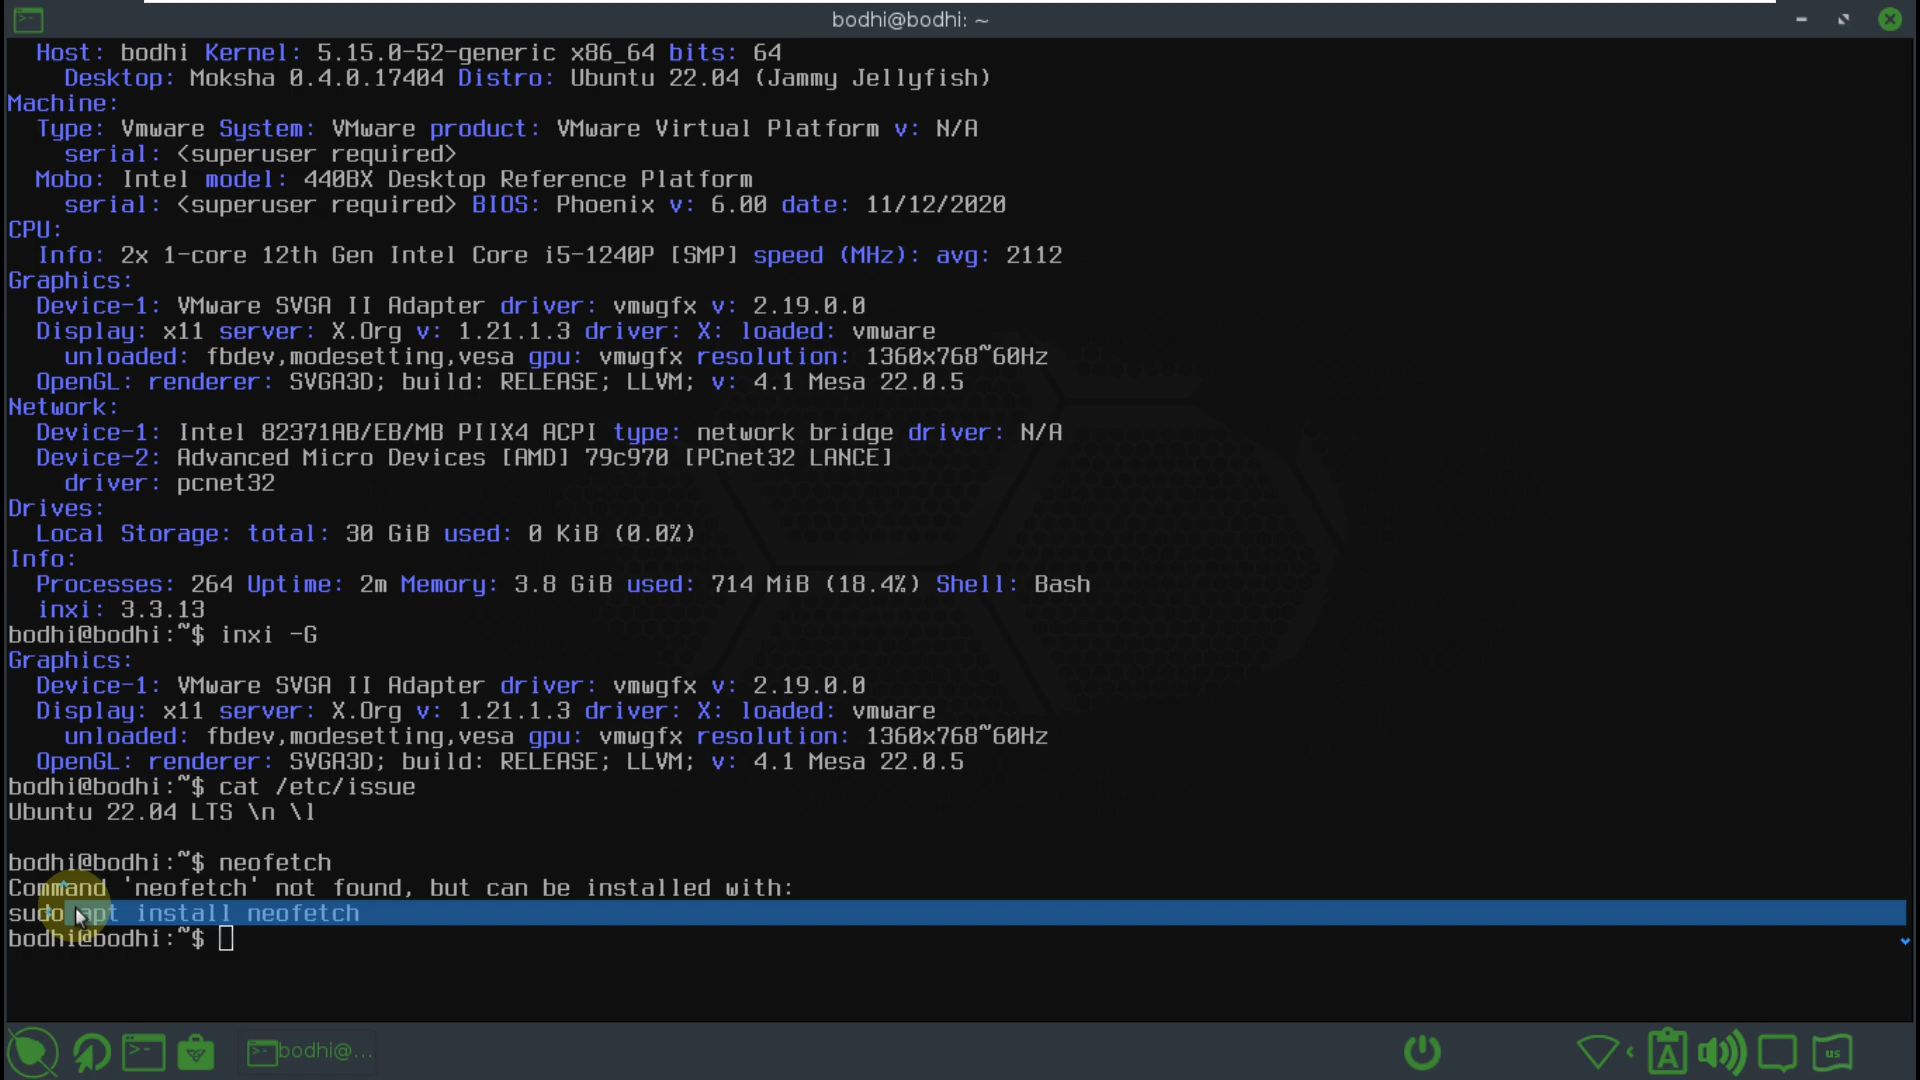 bodhi@bodhi: ~
Host: bodhi Kernel: 5.15.0-52-generic x86_64 bits: 64
Desktop: Moksha 0.4.0.17404 Distro: Ubuntu 22.04 (Jammy Jellyfish)
Machine:
Type: Vmware System: VMware product: VMware Virtual Platform v: N/A
serial: <superuser required>
Mobo: Intel model: 440BX Desktop Reference Platform
serial: <superuser required> BIOS: Phoenix v: 6.00 date: 11/12/2020
CPU:
Info: 2x 1-core 12th Gen Intel Core i5-1240P [SMP] speed (MHz): avg: 2112
Graphics:
Device-1: VMware SVGA II Adapter driver: vmwgfx v: 2.19.0.0
Display: x11 server: X.Org v: 1.21.1.3 driver: X: loaded: vmware
unloaded: fbdev,modesetting,vesa gpu: vmwgfx resolution: 1360x768~60Hz
OpenGL: renderer: SVGA3D; build: RELEASE; LLVM; v: 4.1 Mesa 22.0.5
Network:
Device-1: Intel 82371AB/EB/MB PIIX4 ACPI type: network bridge driver: N/A
Device-2: Advanced Micro Devices [AMD] 79c970 [PCnet32 LANCE]
driver: pcnet32
Drives:
Local Storage: total: 30 GiB used: 0 KiB (0.0%)
Info:
Processes: 264 Uptime: 2m Memory: 3.8 GiB used: 714 MiB (18.4%) Shell: Bash
inxi: 3.3.13
bodhi@bodhi:~$ inxi -G
Graphics:
Device-1: VMware SVGA II Adapter driver: vmwgfx v: 2.19.0.0
Display: x11 server: X.Org v: 1.21.1.3 driver: X: loaded: vmware
unloaded: fbdev,modesetting,vesa gpu: vmwgfx resolution: 1360x768~60Hz
OpenGL: renderer: SVGA3D; build: RELEASE; LLVM; v: 4.1 Mesa 22.0.5
bodhi@bodhi:~$ cat /etc/issue
Ubuntu 22.04 LTS \n \l
bodhi@bodhi:~$ neofetch
Command 'neofetch' not found, but can be installed with:
sudo apt install neofetch
bodhi@bodhi:~$
bodhi@...
A
us